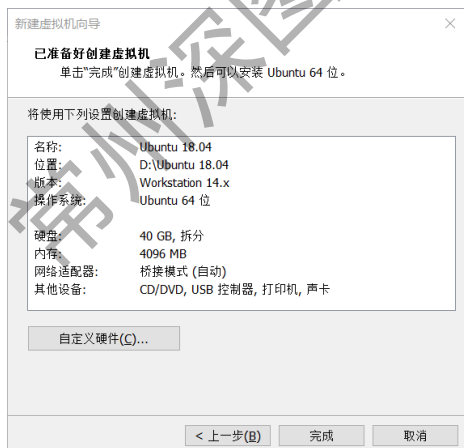 新建虚拟机向导
已准备好创建虚拟机
单击“完成”创建虚拟机。然后可以安装 Ubuntu 64 位。
将使用下列设置创建虚拟机:
名称: Ubuntu 18.04
位置: D:\Ubuntu 18.04
版本: Workstation 14.x
操作系统: Ubuntu 64 位
硬盘: 40 GB, 拆分
内存: 4096 MB
网络适配器: 桥接模式 (自动)
其他设备: CD/DVD, USB 控制器, 打印机, 声卡
自定义硬件(C)...
< 上一步(B) 完成 取消
常州深图